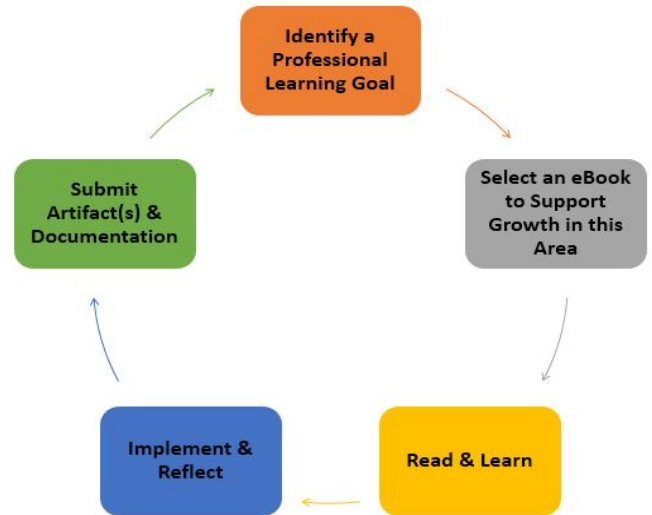 Identify a
Professional
Learning Goal
Select an eBook
to Support
Growth in this
Area
Read & Learn
Implement &
Reflect
Submit
Artifact(s) &
Documentation